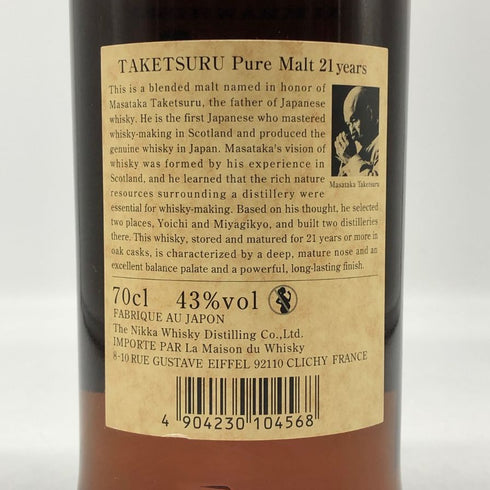 TAKETSURU Pure Malt 21 years
This is a blended malt named in honor of
Masataka Taketsuru, the father of Japanese
whisky. He is the first Japanese who mastered
whisky-making in Scotland and produced the
genuine whisky in Japan. Masataka's vision of
whisky was formed by his experience in
Scotland, and he learned that the rich nature
resources surrounding a distillery were
essential for whisky-making. Based on his thought, he selected
two places, Yoichi and Miyagikyo, and built two distilleries
there. This whisky, stored and matured for 21 years or more in
oak casks, is characterized by a deep, mature nose and an
excellent balance palate and a powerful, long-lasting finish.
Masataka Taketsuru
70cl 43%vol
FABRIQUE AU JAPON
The Nikka Whisky Distilling Co.,Ltd.
IMPORTE PAR La Maison du Whisky
8-10 RUE GUSTAVE EIFFEL 92110 CLICHY FRANCE
4 904230 104568